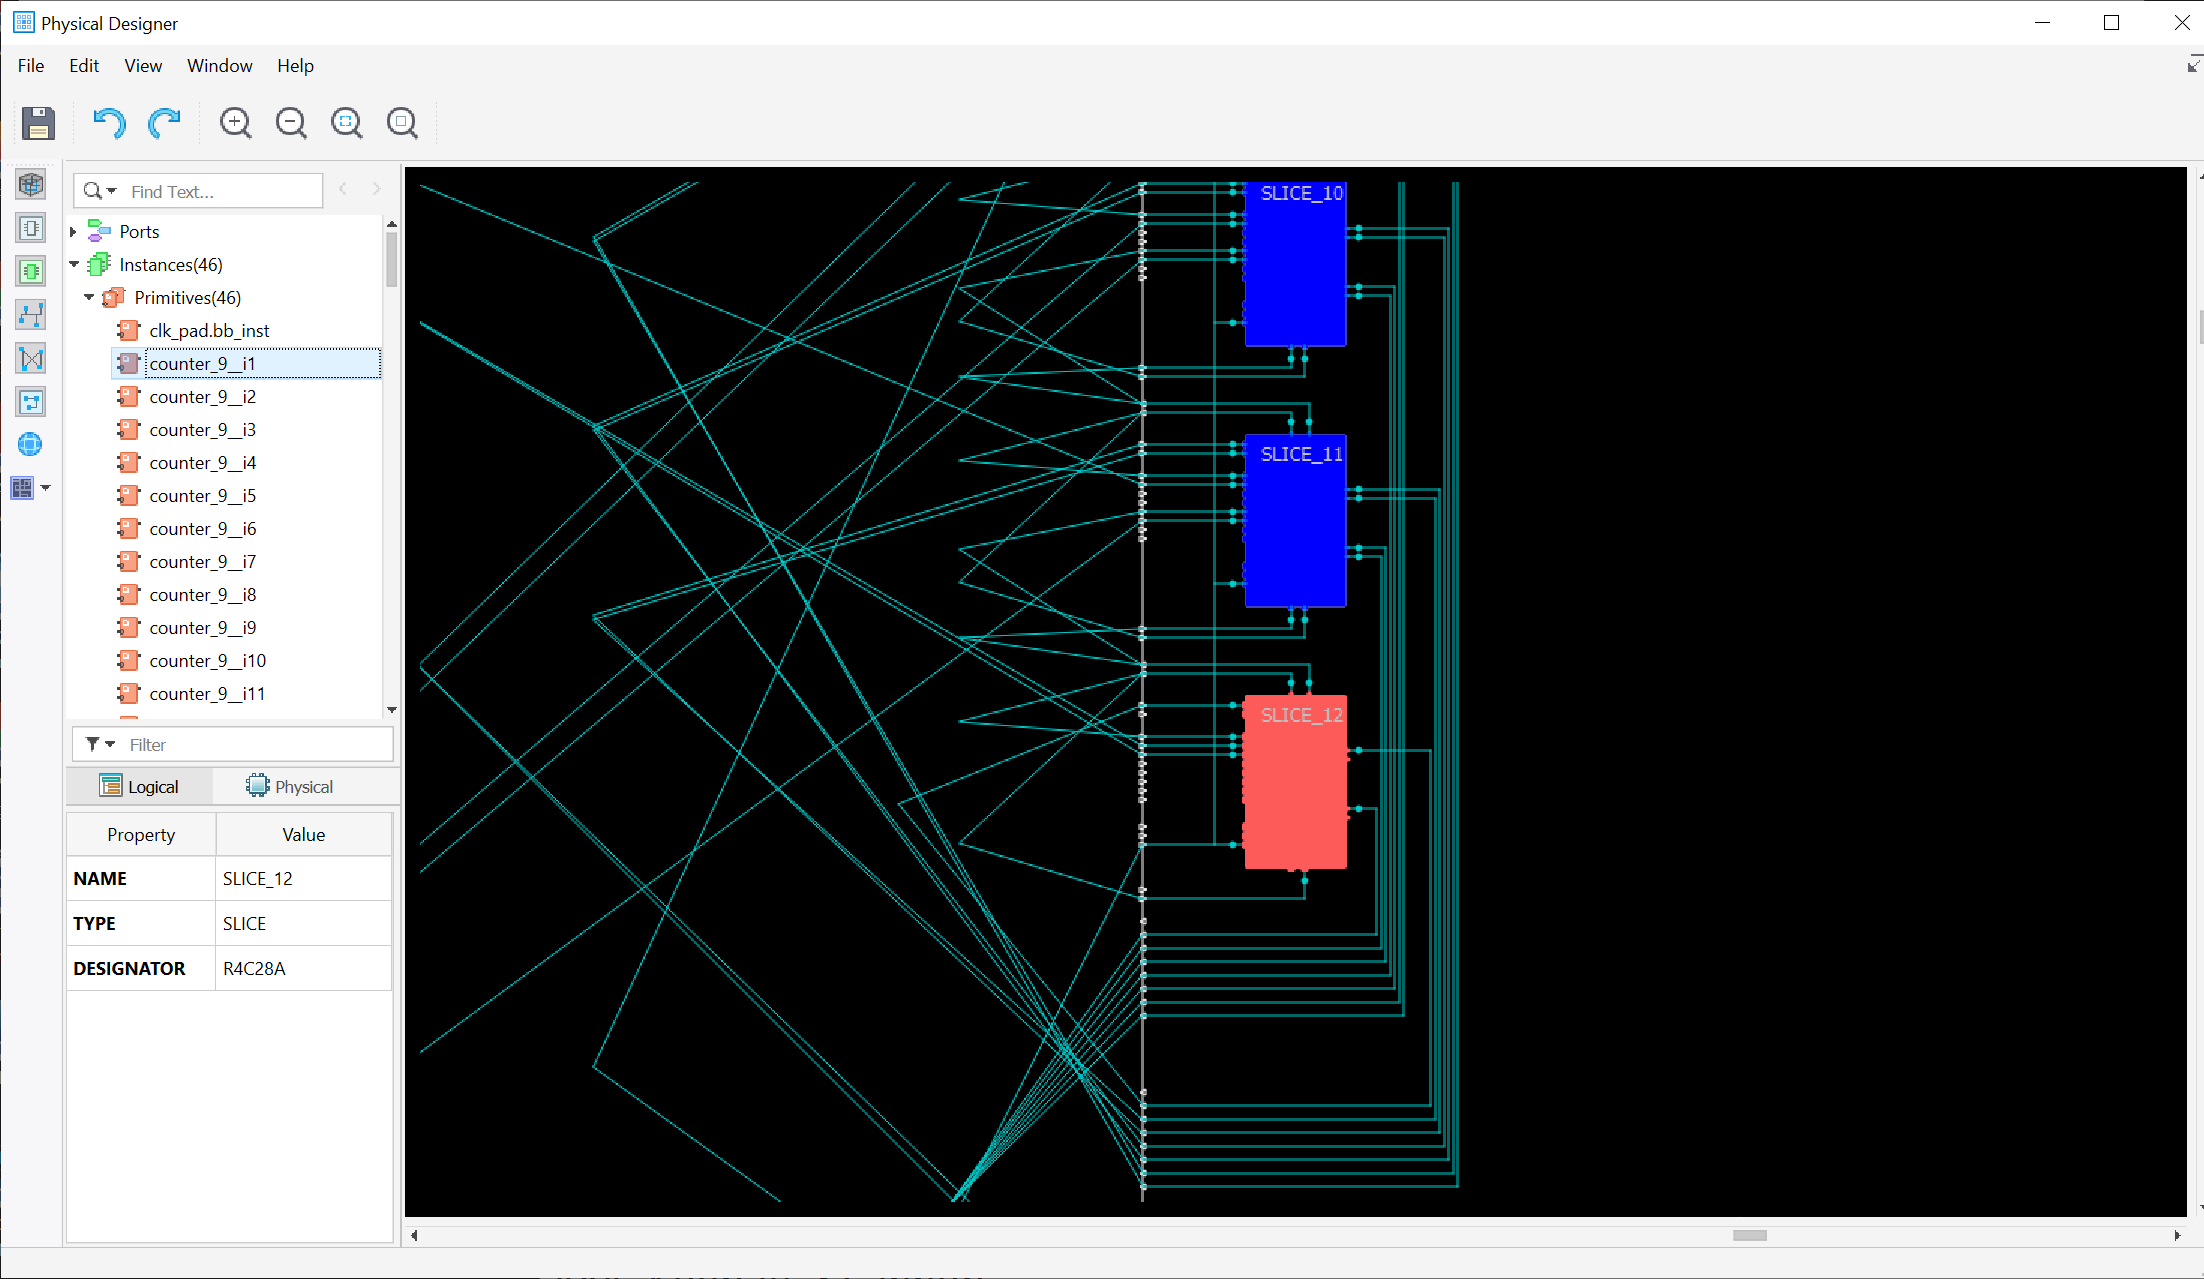 Physical Designer
File Edit View Window Help
Find Text...
Ports
Instances(46)
Primitives(46)
clk_pad.bb_inst
counter_9__i1
counter_9__i2
counter_9__i3
counter_9__i4
counter_9__i5
counter_9__i6
counter_9__i7
counter_9__i8
counter_9__i9
counter_9__i10
counter_9__i11
Filter
Logical Physical
Property Value
NAME SLICE_12
TYPE SLICE
DESIGNATOR R4C28A
SLICE_10
SLICE_11
SLICE_12